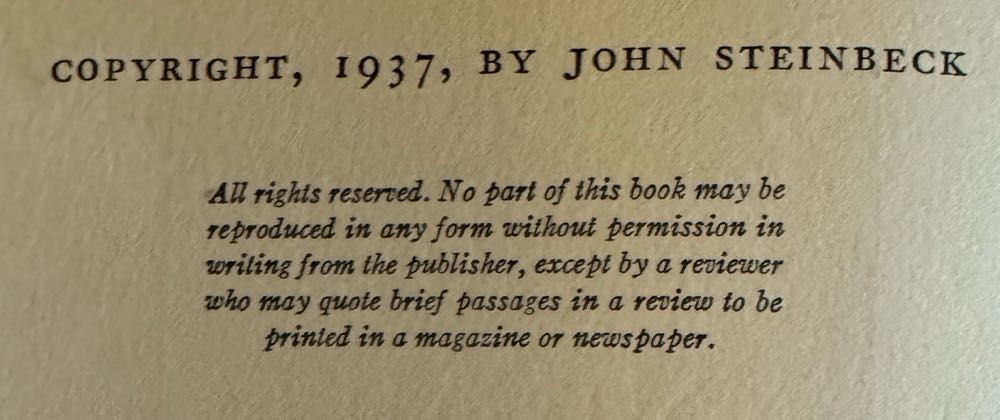 COPYRIGHT, 1937, BY JOHN STEINBECK
All rights reserved. No part of this book may be
reproduced in any form without permission in
writing from the publisher, except by a reviewer
who may quote brief passages in a review to be
printed in a magazine or newspaper.